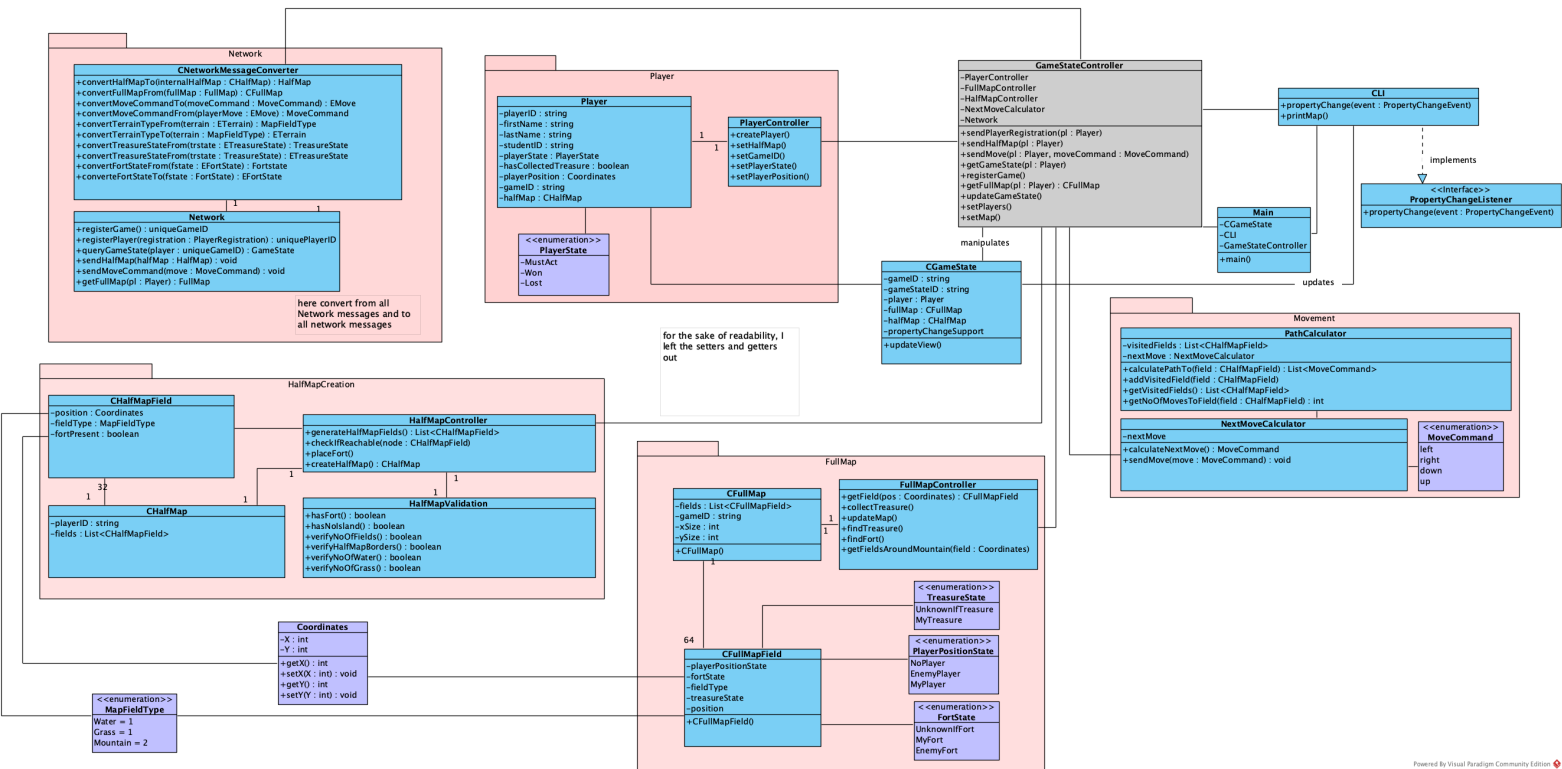 Network
CNetworkMessageConverter
+convertHalfMapTo(internalHalfMap : CHalfMap) : HalfMap
+convertFullMapFrom(fullMap : FullMap) : CFullMap
+convertMoveCommandTo(moveCommand : MoveCommand) : EMove
+convertMoveCommandFrom(playerMove : EMove) : MoveCommand
+convertTerrainTypeFrom(terrain : ETerrain) : MapFieldType
+convertTerrainTypeTo(terrain : MapFieldType) : ETerrain
+convertTreasureStateFrom(trstate : ETreasureState) : TreasureState
+convertTreasureStateFrom(trstate : TreasureState) : ETreasureState
+convertFortStateFrom(fstate : EFortState) : Fortstate
+converteFortStateTo(fstate : FortState) : EFortState
1
1
Network
+registerGame() : uniqueGameID
+registerPlayer(registration : PlayerRegistration) : uniquePlayerID
+queryGameState(player : uniqueGameID) : GameState
+sendHalfMap(halfMap : HalfMap) : void
+sendMoveCommand(move : MoveCommand) : void
+getFullMap(pl : Player) : FullMap
here convert from all
Network messages and to
all network messages
Player
Player
-playerID : string
-firstName : string
-lastName : string
-studentID : string
-playerState : PlayerState
-hasCollectedTreasure : boolean
-playerPosition : Coordinates
-gameID : string
-halfMap : CHalfMap
1
1
PlayerController
+createPlayer()
+setHalfMap()
+setGameID()
+setPlayerState()
+setPlayerPosition()
<<enumeration>>
PlayerState
-MustAct
-Won
-Lost
GameStateController
-PlayerController
-FullMapController
-HalfMapController
-NextMoveCalculator
-Network
+sendPlayerRegistration(pl : Player)
+sendHalfMap(pl : Player)
+sendMove(pl : Player, moveCommand : MoveCommand)
+getGameState(pl : Player)
+registerGame()
+getFullMap(pl : Player) : CFullMap
+updateGameState()
+setPlayers()
+setMap()
manipulates
CLI
+propertyChange(event : PropertyChangeEvent)
+printMap()
implements
<<Interface>>
PropertyChangeListener
+propertyChange(event : PropertyChangeEvent)
Main
-CGameState
-CLI
-GameStateController
+main()
updates
CGameState
-gameID : string
-gameStateID : string
-player : Player
-fullMap : CFullMap
-halfMap : CHalfMap
-propertyChangeSupport
+updateView()
for the sake of readability, I
left the setters and getters
out
Movement
PathCalculator
-visitedFields : List<CHalfMapField>
-nextMove : NextMoveCalculator
+calculatePathTo(field : CHalfMapField) : List<MoveCommand>
+addVisitedField(field : CHalfMapField)
+getVisitedFields() : List<CHalfMapField>
+getNoOfMovesToField(field : CHalfMapField) : int
NextMoveCalculator
-nextMove
+calculateNextMove() : MoveCommand
+sendMove(move : MoveCommand) : void
<<enumeration>>
MoveCommand
left
right
down
up
HalfMapCreation
CHalfMapField
-position : Coordinates
-fieldType : MapFieldType
-fortPresent : boolean
32
1
HalfMapController
+generateHalfMapFields() : List<CHalfMapField>
+checkIfReachable(node : CHalfMapField)
+placeFort()
+createHalfMap() : CHalfMap
1
1
1
1
CHalfMap
-playerID : string
-fields : List<CHalfMapField>
HalfMapValidation
+hasFort() : boolean
+hasNoIsland() : boolean
+verifyNoOfFields() : boolean
+verifyHalfMapBorders() : boolean
+verifyNoOfWater() : boolean
+verifyNoOfGrass() : boolean
FullMap
CFullMap
-fields : List<CFullMapField>
-gameID : string
-xSize : int
-ySize : int
+CFullMap()
1
1
1
FullMapController
+getField(pos : Coordinates) : CFullMapField
+collectTreasure()
+updateMap()
+findTreasure()
+findFort()
+getFieldsAroundMountain(field : Coordinates)
<<enumeration>>
TreasureState
UnknownIfTreasure
MyTreasure
64
CFullMapField
-playerPositionState
-fortState
-fieldType
-treasureState
-position
+CFullMapField()
<<enumeration>>
PlayerPositionState
NoPlayer
EnemyPlayer
MyPlayer
<<enumeration>>
FortState
UnknownIfFort
MyFort
EnemyFort
Coordinates
-X : int
-Y : int
+getX() : int
+setX(X : int) : void
+getY() : int
+setY(Y : int) : void
<<enumeration>>
MapFieldType
Water = 1
Grass = 1
Mountain = 2
Powered By Visual Paradigm Community Edition